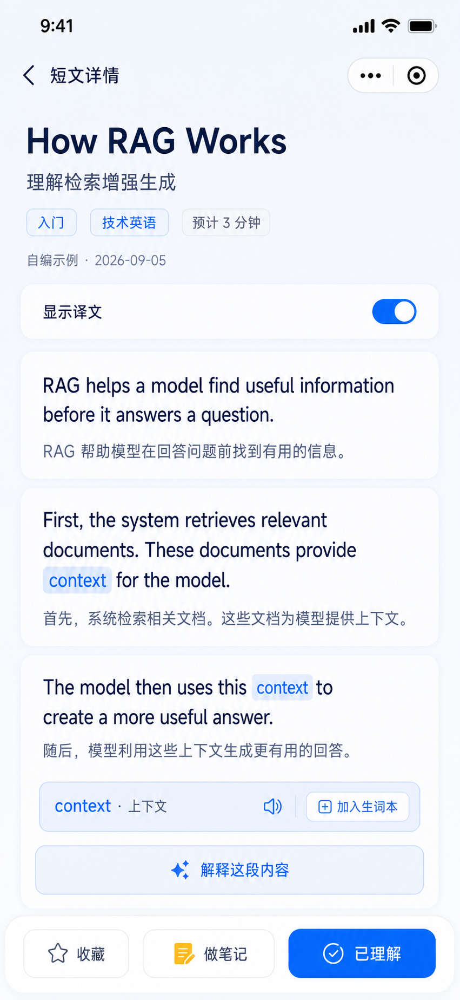 9:41
短文详情
How RAG Works
理解检索增强生成
入门 技术英语 预计 3 分钟
自编示例 · 2026-09-05
显示译文
RAG helps a model find useful information
before it answers a question.
RAG 帮助模型在回答问题前找到有用的信息。
First, the system retrieves relevant
documents. These documents provide
context for the model.
首先，系统检索相关文档。这些文档为模型提供上下文。
The model then uses this context to
create a more useful answer.
随后，模型利用这些上下文生成更有用的回答。
context · 上下文 加入生词本
解释这段内容
收藏 做笔记 已理解